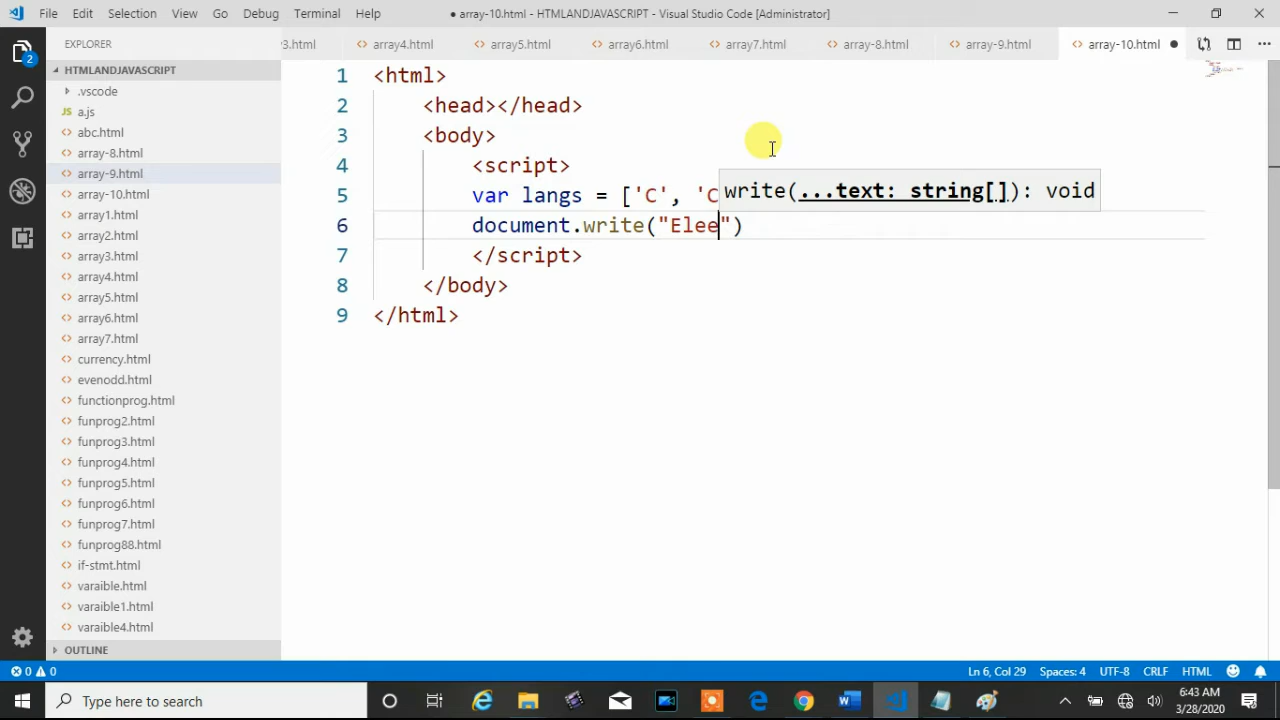 File Edit Selection View Go Debug Terminal Help ● array-10.html - HTMLANDJAVASCRIPT - Visual Studio Code [Administrator]
EXPLORER
3.html array4.html array5.html array6.html array7.html array-8.html array-9.html array-10.html ●
HTMLANDJAVASCRIPT
.vscode
JS a.js
abc.html
array-8.html
array-9.html
array-10.html
array1.html
array2.html
array3.html
array4.html
array5.html
array6.html
array7.html
currency.html
evenodd.html
functionprog.html
funprog2.html
funprog3.html
funprog4.html
funprog5.html
funprog6.html
funprog7.html
funprog88.html
if-stmt.html
varaible.html
varaible1.html
varaible4.html
OUTLINE
2
1 <html>
2 <head></head>
3 <body>
4 <script>
5 var langs = ['C', 'C
write(...text: string[]): void
6 document.write("Elee")
7 </script>
8 </body>
9 </html>
0 0 Ln 6, Col 29 Spaces: 4 UTF-8 CRLF HTML
Type here to search
6:43 AM
3/28/2020